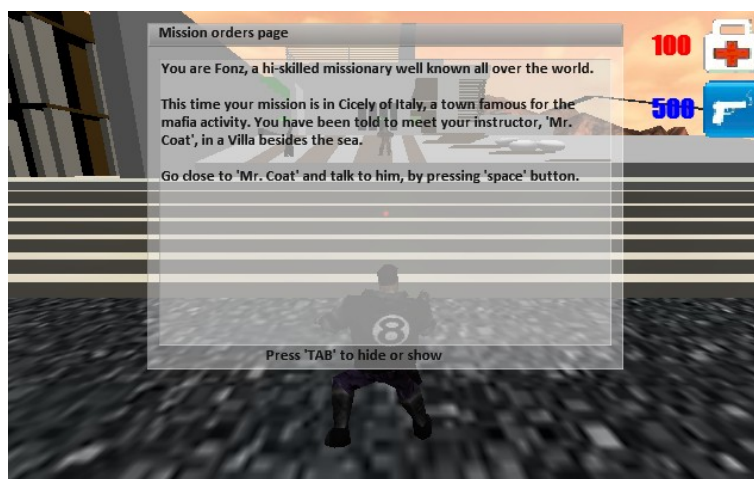 Mission orders page
100
You are Fonz, a hi-skilled missionary well known all over the world.
500
This time your mission is in Cicely of Italy, a town famous for the
mafia activity. You have been told to meet your instructor, 'Mr.
Coat', in a Villa besides the sea.
Go close to 'Mr. Coat' and talk to him, by pressing 'space' button.
8
Press 'TAB' to hide or show